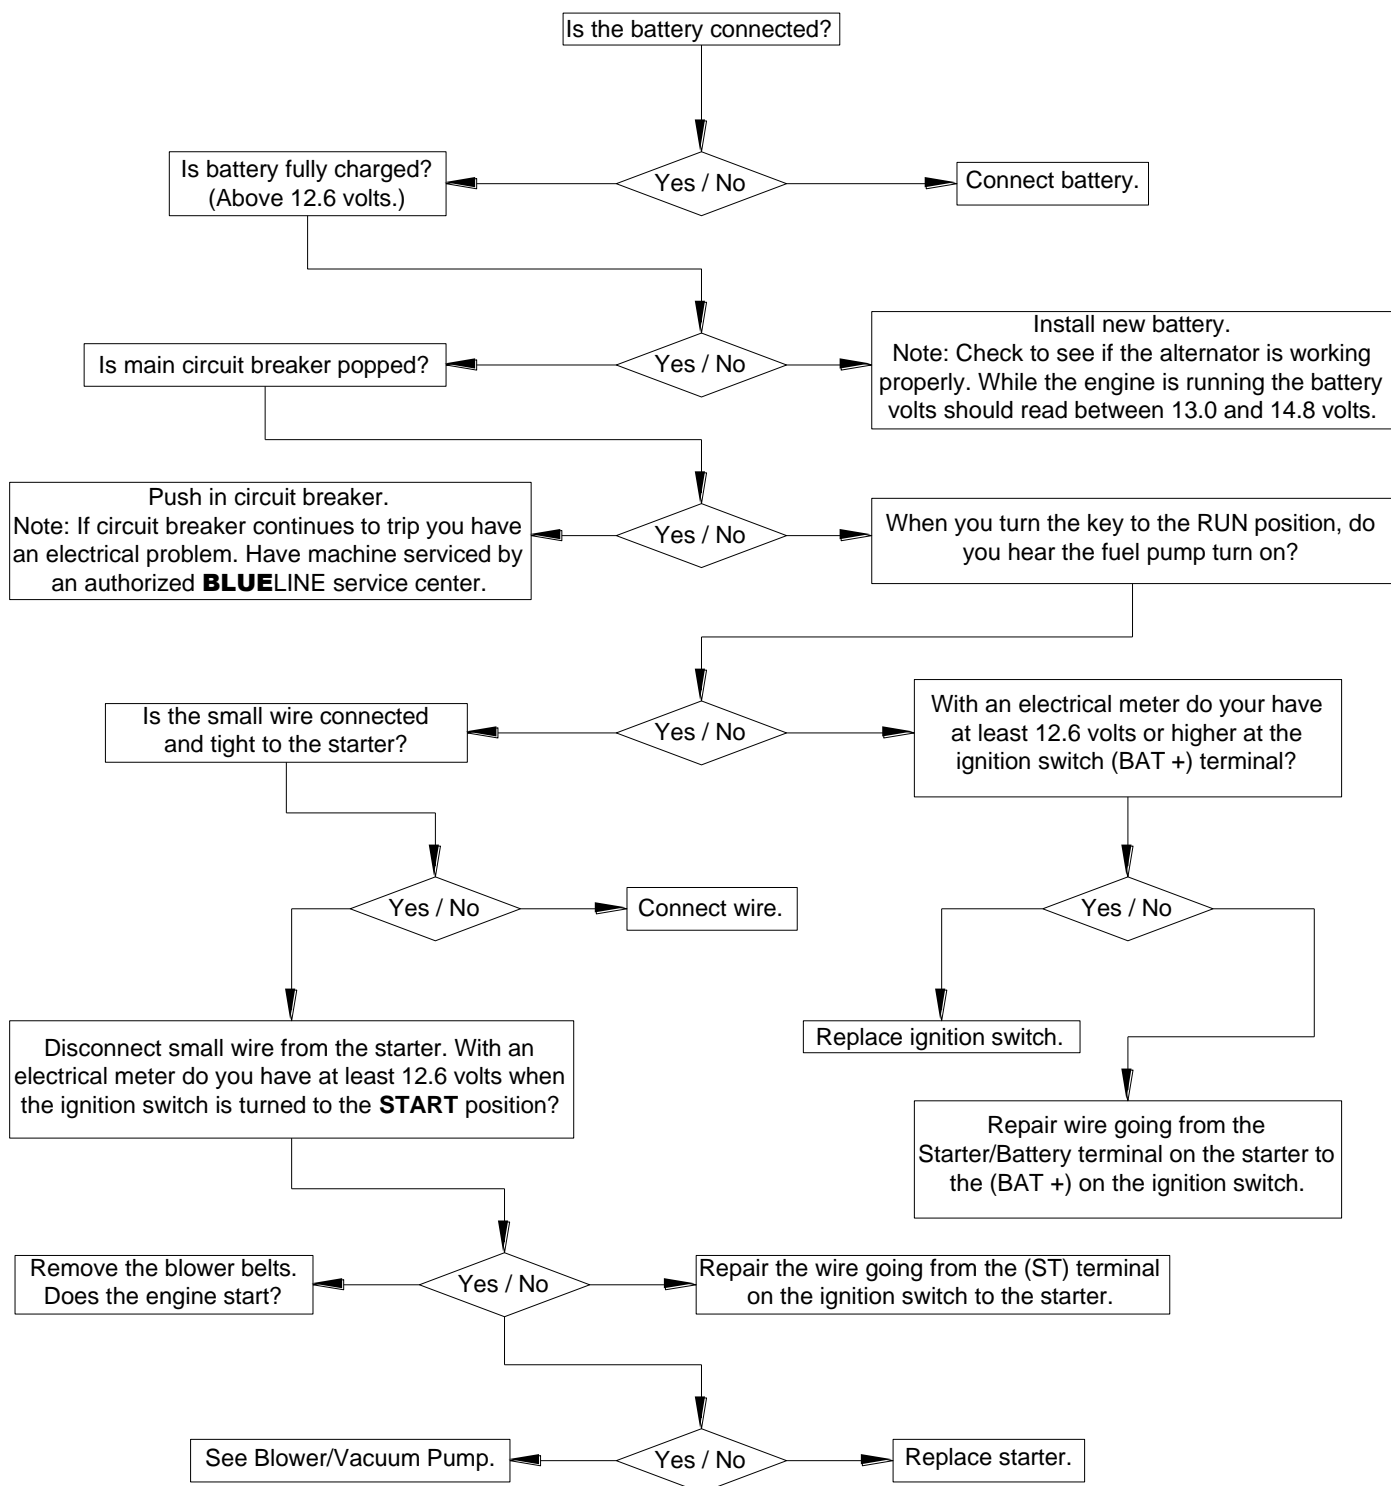 Is the battery connected?
Is battery fully charged?
(Above 12.6 volts.)
Yes / No
Connect battery.
Is main circuit breaker popped?
Yes / No
Install new battery.
Note: Check to see if the alternator is working
properly. While the engine is running the battery
volts should read between 13.0 and 14.8 volts.
Push in circuit breaker.
Note: If circuit breaker continues to trip you have
an electrical problem. Have machine serviced by
an authorized BLUELINE service center.
Yes / No
When you turn the key to the RUN position, do
you hear the fuel pump turn on?
Is the small wire connected
and tight to the starter?
Yes / No
With an electrical meter do your have
at least 12.6 volts or higher at the
ignition switch (BAT +) terminal?
Yes / No
Connect wire.
Yes / No
Replace ignition switch.
Disconnect small wire from the starter. With an
electrical meter do you have at least 12.6 volts when
the ignition switch is turned to the START position?
Repair wire going from the
Starter/Battery terminal on the starter to
the (BAT +) on the ignition switch.
Remove the blower belts.
Does the engine start?
Yes / No
Repair the wire going from the (ST) terminal
on the ignition switch to the starter.
See Blower/Vacuum Pump.
Yes / No
Replace starter.